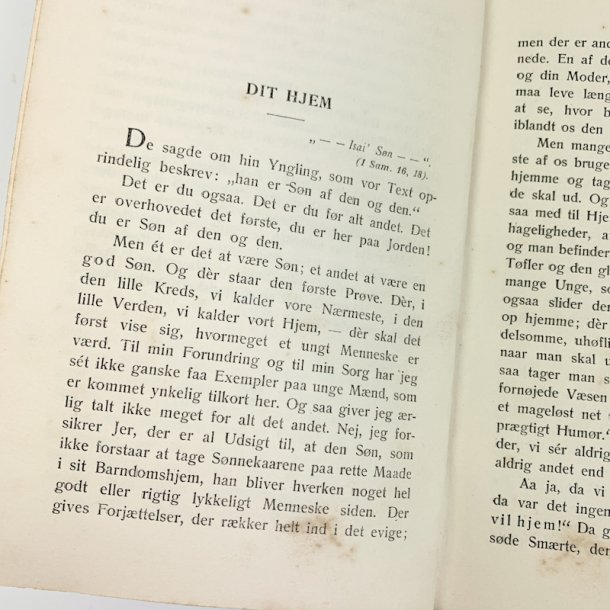 DIT HJEM
„— — Isai' Søn — —“.
(I Sam. 16, 18).
De sagde om hin Yngling, som vor Text op-
rindelig beskrev: „han er Søn af den og den.“
Det er du ogsaa. Det er du før alt andet. Det
er overhovedet det første, du er her paa Jorden!
du er Søn af den og den.
Men ét er det at være Søn; et andet at være en
god Søn. Og dèr staar den første Prøve. Dèr, i
den lille Kreds, vi kalder vore Nærmeste, i den
lille Verden, vi kalder vort Hjem, — dèr skal det
først vise sig, hvormeget et ungt Menneske er
værd. Til min Forundring og til min Sorg har jeg
sét ikke ganske faa Exempler paa unge Mænd, som
er kommet ynkelig tilkort her. Og saa giver jeg ær-
lig talt ikke meget for alt det andet. Nej, jeg for-
sikrer Jer, der er al Udsigt til, at den Søn, som
ikke forstaar at tage Sønnekaarene paa rette Maade
i sit Barndomshjem, han bliver hverken noget hel
godt eller rigtig lykkeligt Menneske siden. Der
gives Forjættelser, der rækker helt ind i det evige;
men der er and
nede. En af de
og din Moder,
maa leve læng
at se, hvor b
iblandt os den
Men mange
ste af os bruge
hjemme og tag
de skal ud. Og
saa med til Hje
hageligheder, a
og man befinder
Tøfler og den gl
mange Unge, so
ogsaa slider der
op hjemme; dèr
delsomme, uhøfli
naar man skal u
saa tager man s
fornøjede Væsen
et mageløst net
prægtigt Humør.“
der, vi sér aldrig
aldrig andet end
Aa ja, da vi
da var det ingen
vil hjem!“ Da g
søde Smærte, der